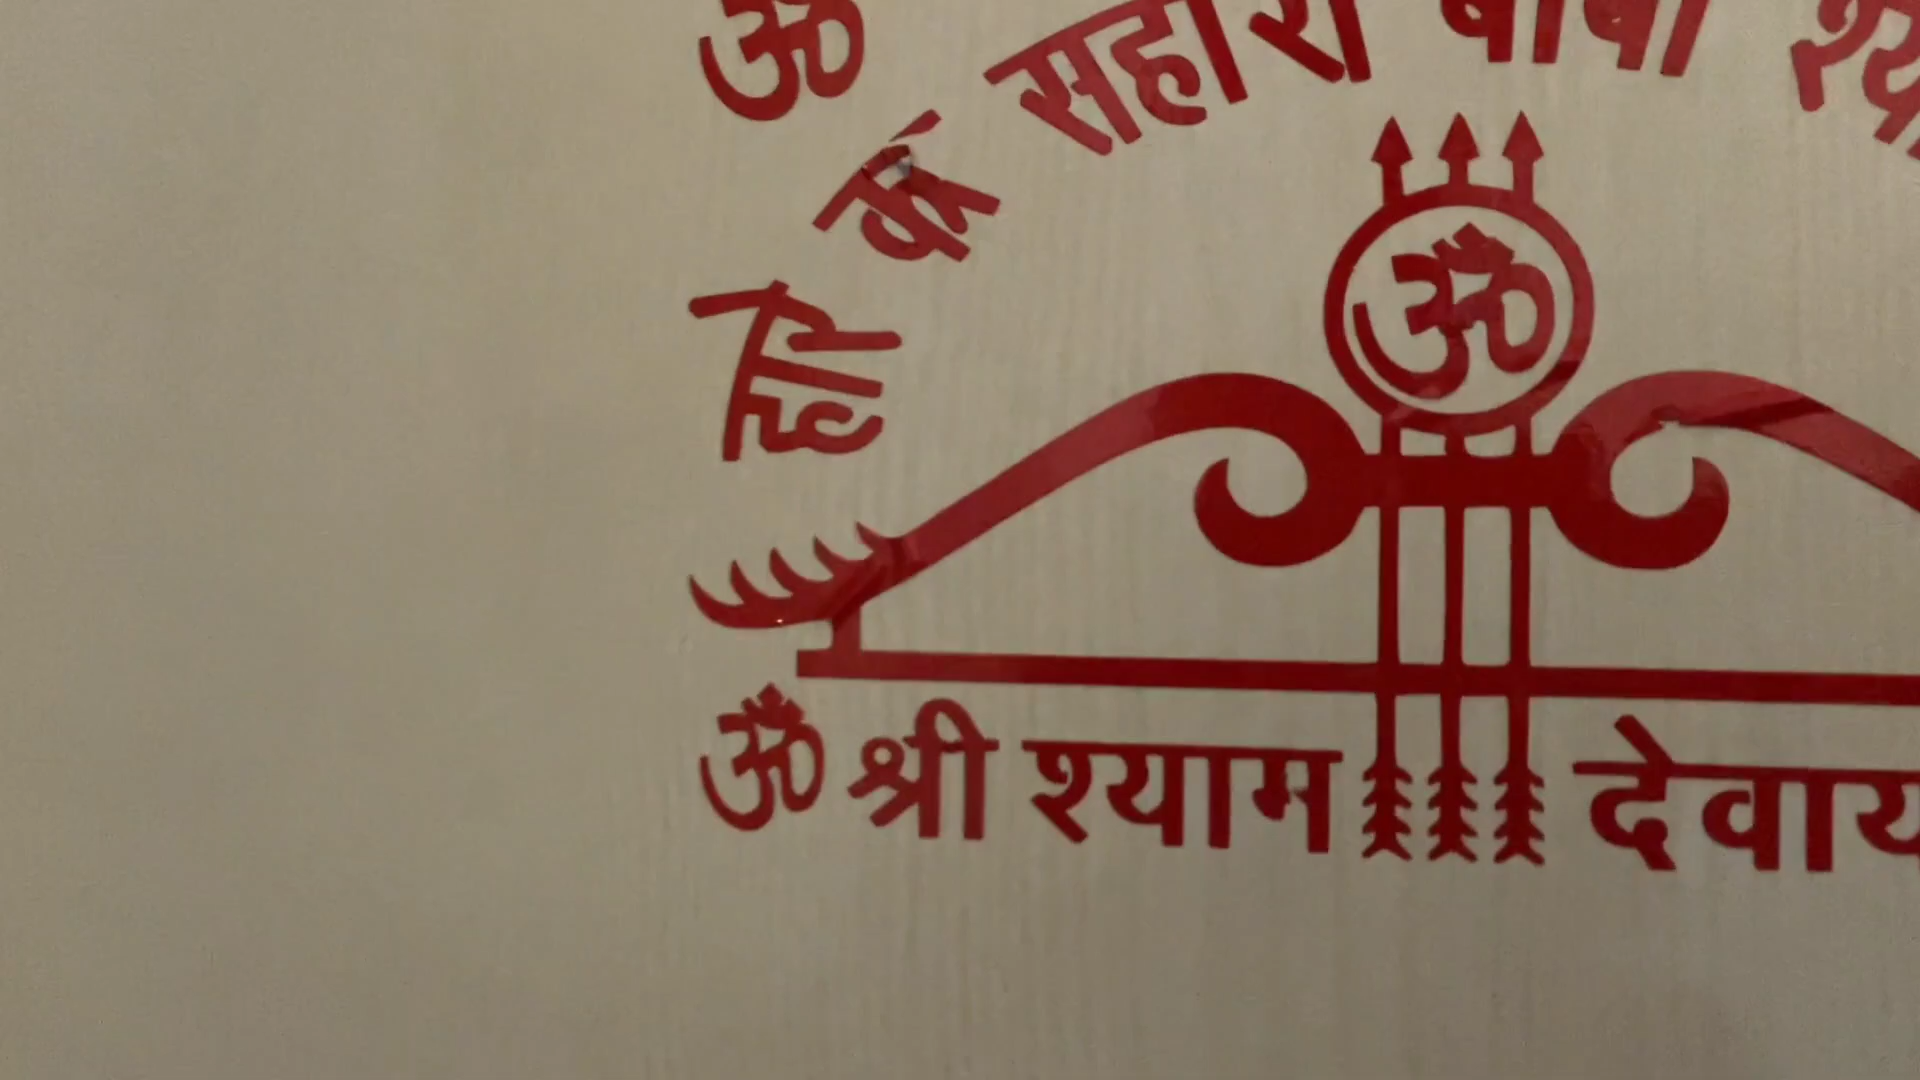 ॐ
हारे के सहारा बाबा श्या
ॐ
ॐ श्री श्याम देवाय